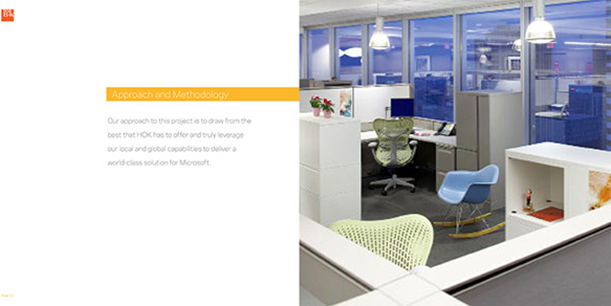 Approach and Methodology
Our approach to this project is to draw from the
best that HOK has to offer and truly leverage
our local and global capabilities to deliver a
world-class solution for Microsoft.